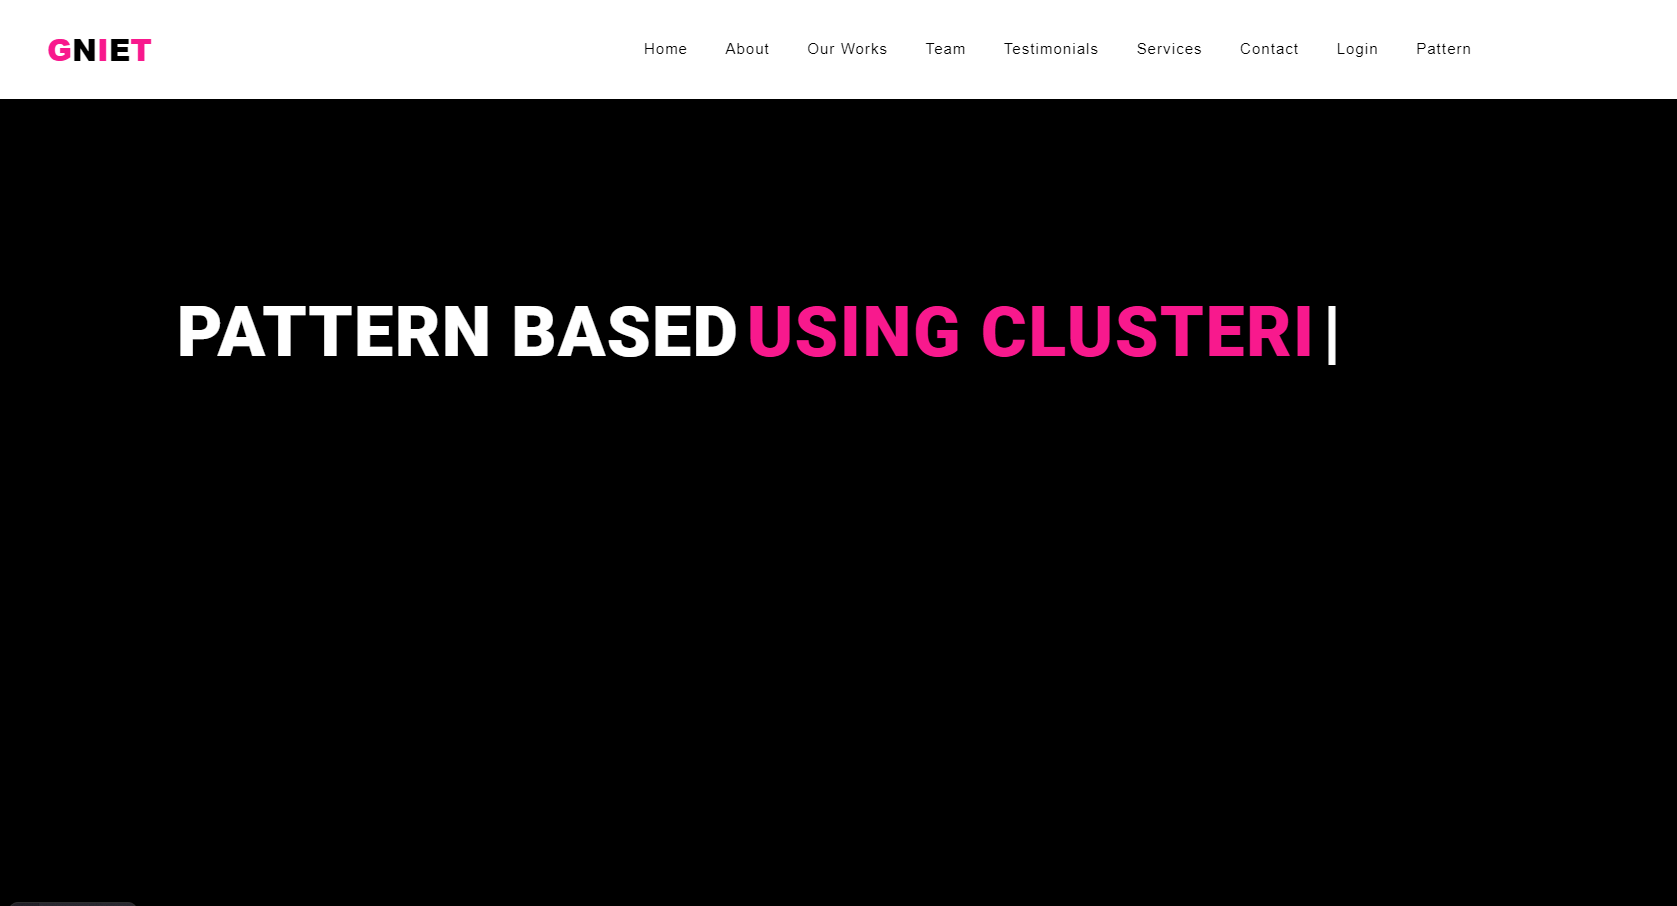 GNIET
Home About Our Works Team Testimonials Services Contact Login Pattern
PATTERN BASED USING CLUSTERI|